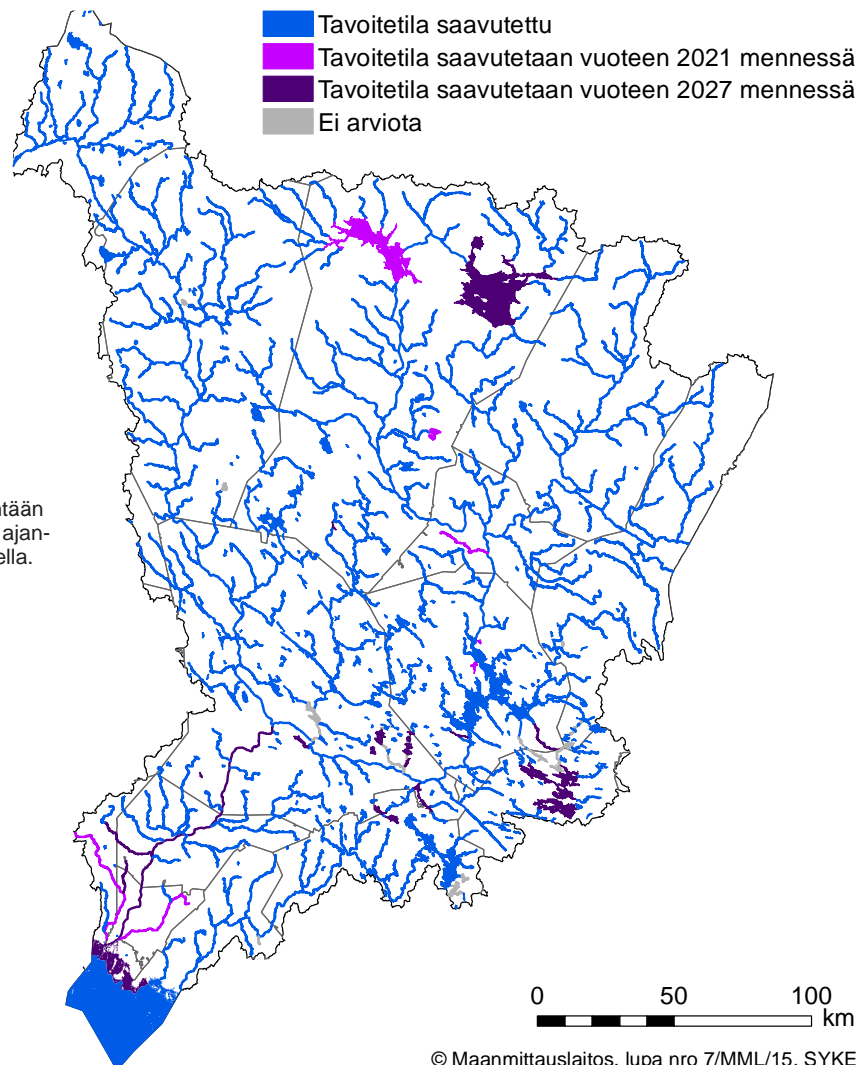 Tavoitetila saavutettu
Tavoitetila saavutetaan vuoteen 2021 mennessä
Tavoitetila saavutetaan vuoteen 2027 mennessä
Ei arviota
ajan-
ella.
0 50 100
km
© Maanmittauslaitos, lupa nro 7/MML/15, SYKE